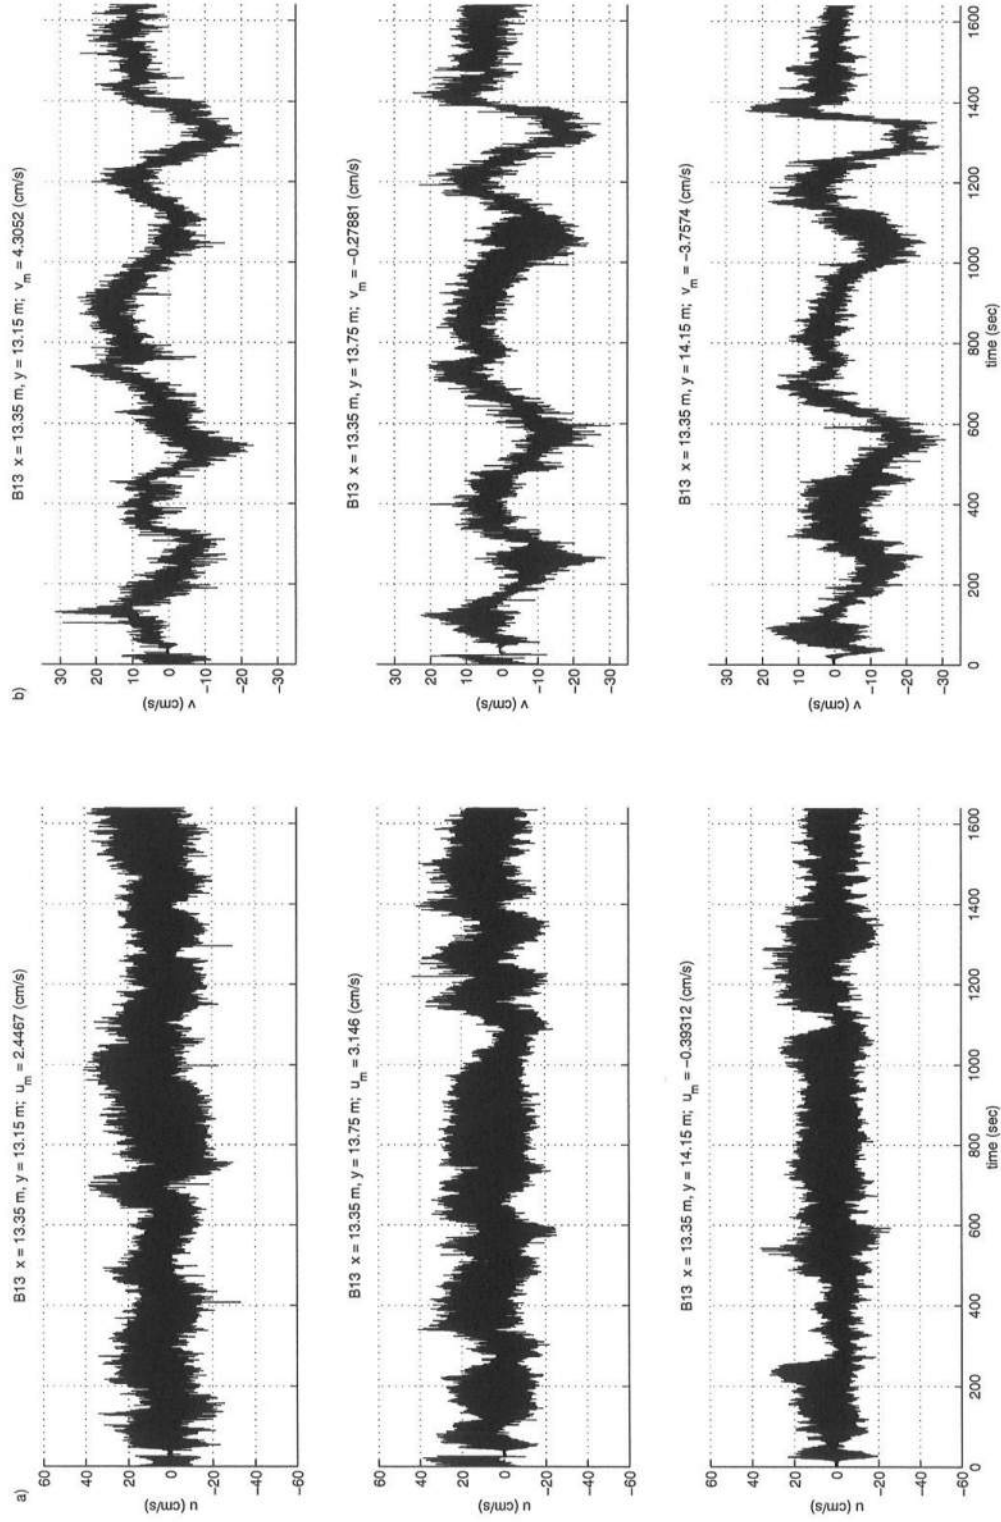 a)
B13 x = 13.35 m, y = 13.15 m; u_m = 2.4467 (cm/s)
60
40
20
0
−20
−40
−60
u (cm/s)
B13 x = 13.35 m, y = 13.75 m; u_m = 3.146 (cm/s)
60
40
20
0
−20
−40
−60
u (cm/s)
B13 x = 13.35 m, y = 14.15 m; u_m = −0.39312 (cm/s)
60
40
20
0
−20
−40
−60
u (cm/s)
0 200 400 600 800 1000 1200 1400 1600
time (sec)
b)
B13 x = 13.35 m, y = 13.15 m; v_m = 4.3052 (cm/s)
30
20
10
0
−10
−20
−30
v (cm/s)
B13 x = 13.35 m, y = 13.75 m; v_m = −0.27881 (cm/s)
30
20
10
0
−10
−20
−30
v (cm/s)
B13 x = 13.35 m, y = 14.15 m; v_m = −3.7574 (cm/s)
30
20
10
0
−10
−20
−30
v (cm/s)
0 200 400 600 800 1000 1200 1400 1600
time (sec)